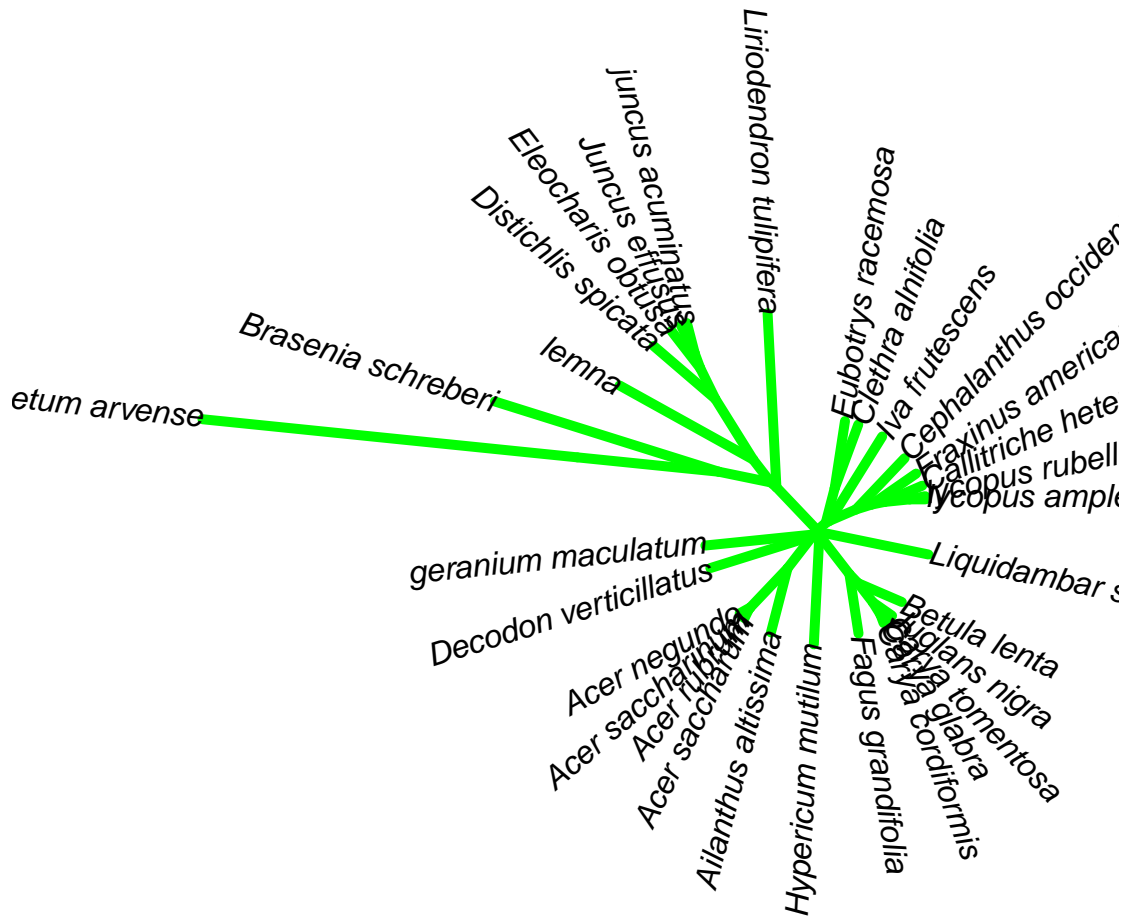 Liriodendron tulipifera
juncus acuminatus
Juncus effusus
Eleocharis obtusa
Distichlis spicata
lemna
Brasenia schreberi
etum arvense
Eubotrys racemosa
Clethra alnifolia
Iva frutescens
Cephalanthus occiden
Fraxinus america
Callitriche hete
lycopus rubell
lycopus ample
Liquidambar s
Betula lenta
Juglans nigra
Carya tomentosa
Carya glabra
Carya cordiformis
Fagus grandifolia
Hypericum mutilum
Ailanthus altissima
Acer saccharum
Acer rubrum
Acer saccharinum
Acer negundo
Decodon verticillatus
geranium maculatum